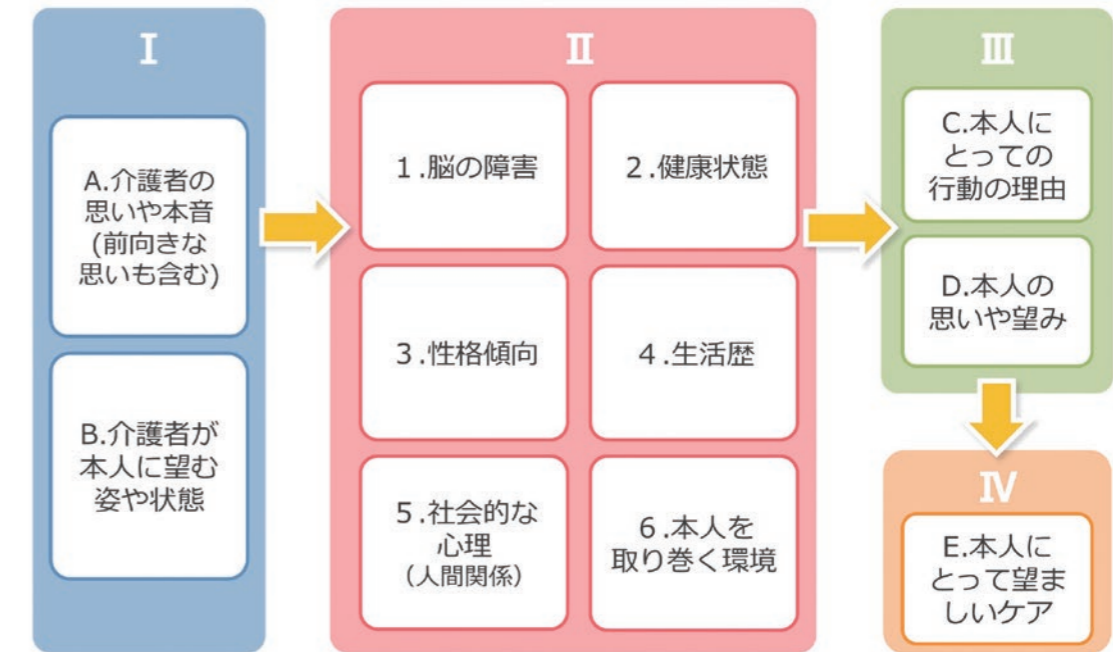 Ⅰ
A.介護者の
思いや本音
(前向きな
思いも含む)
B.介護者が
本人に望む
姿や状態
Ⅱ
1.脳の障害
2.健康状態
3.性格傾向
4.生活歴
5.社会的な
心理
(人間関係)
6.本人を
取り巻く環境
Ⅲ
C.本人に
とっての
行動の理由
D.本人の
思いや望み
Ⅳ
E.本人に
とって望ま
しいケア